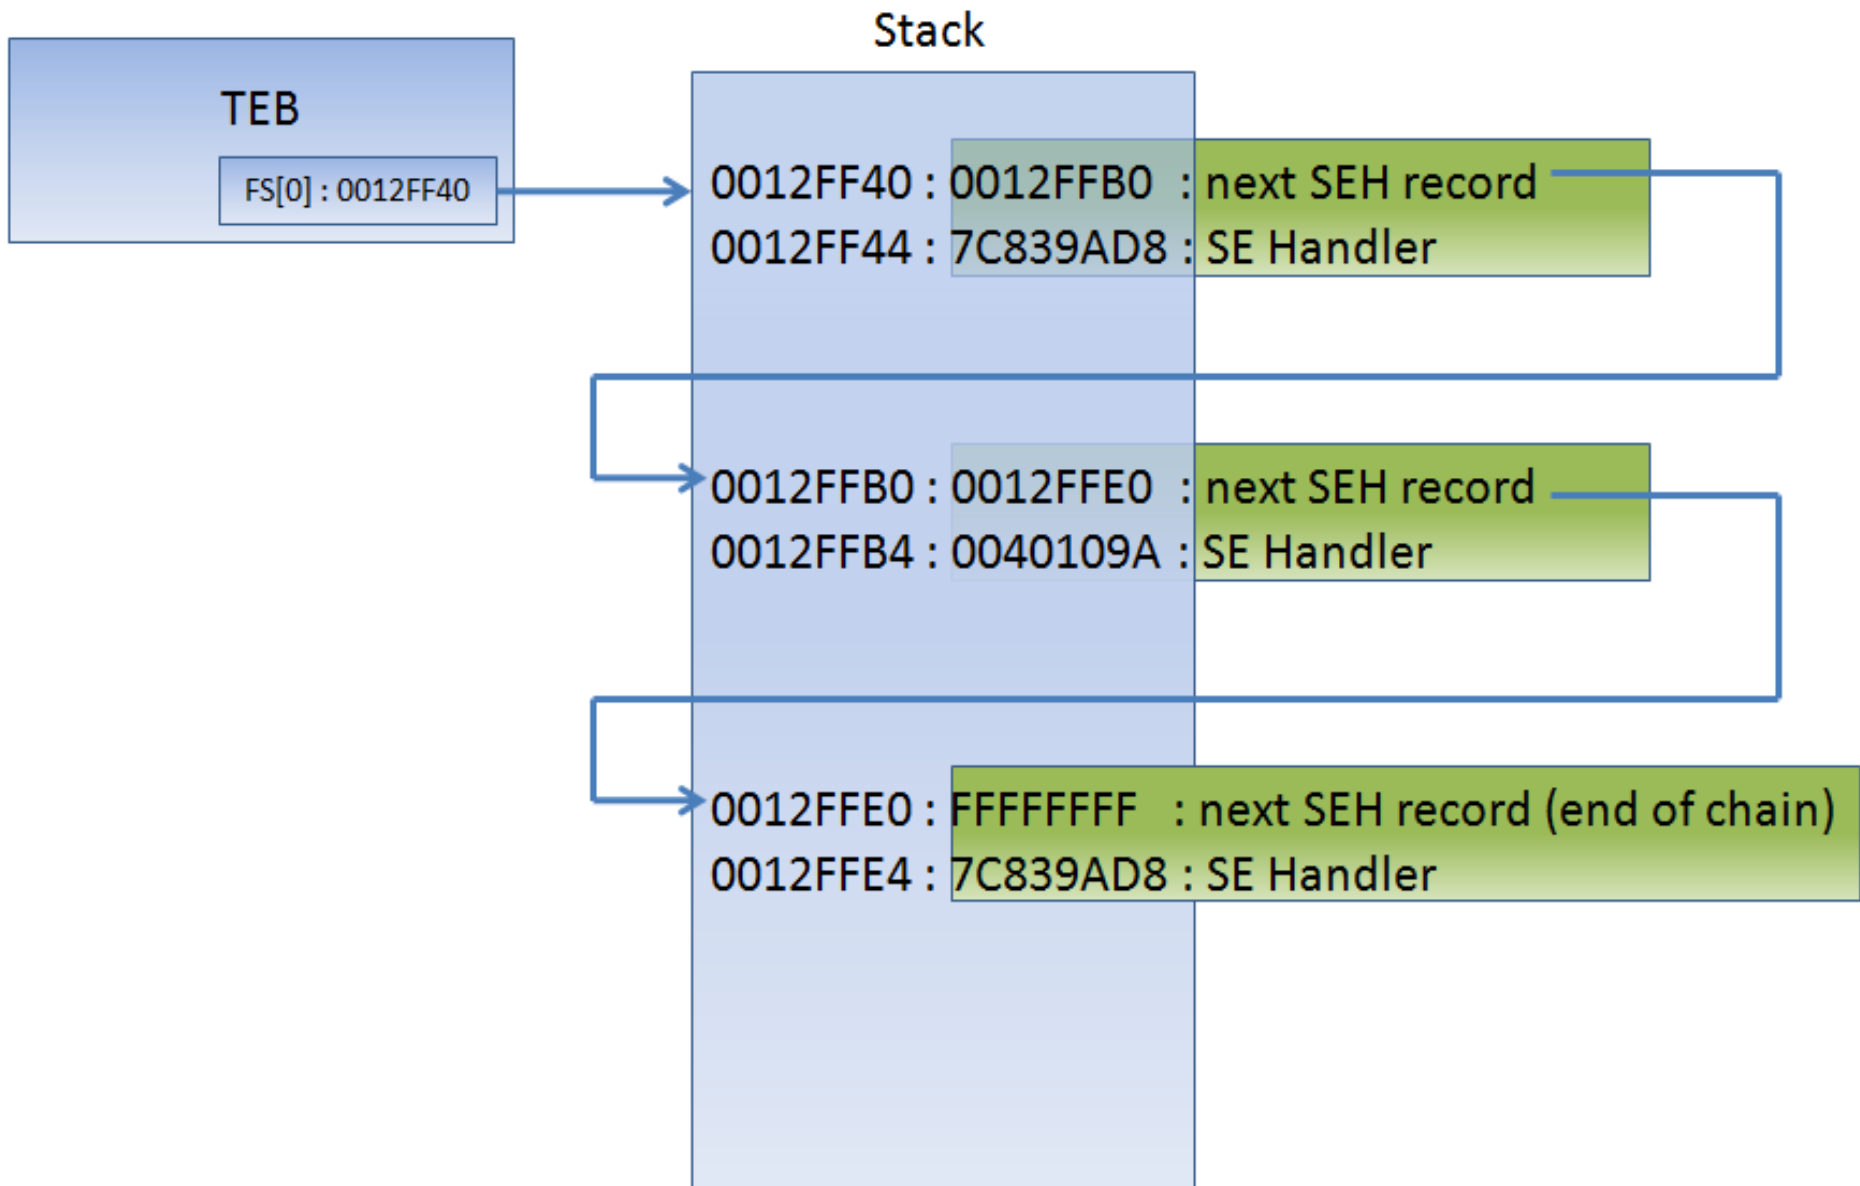 Stack
TEB
FS[0] : 0012FF40
0012FF40 : 0012FFB0 : next SEH record
0012FF44 : 7C839AD8 : SE Handler
0012FFB0 : 0012FFE0 : next SEH record
0012FFB4 : 0040109A : SE Handler
0012FFE0 : FFFFFFFF : next SEH record (end of chain)
0012FFE4 : 7C839AD8 : SE Handler